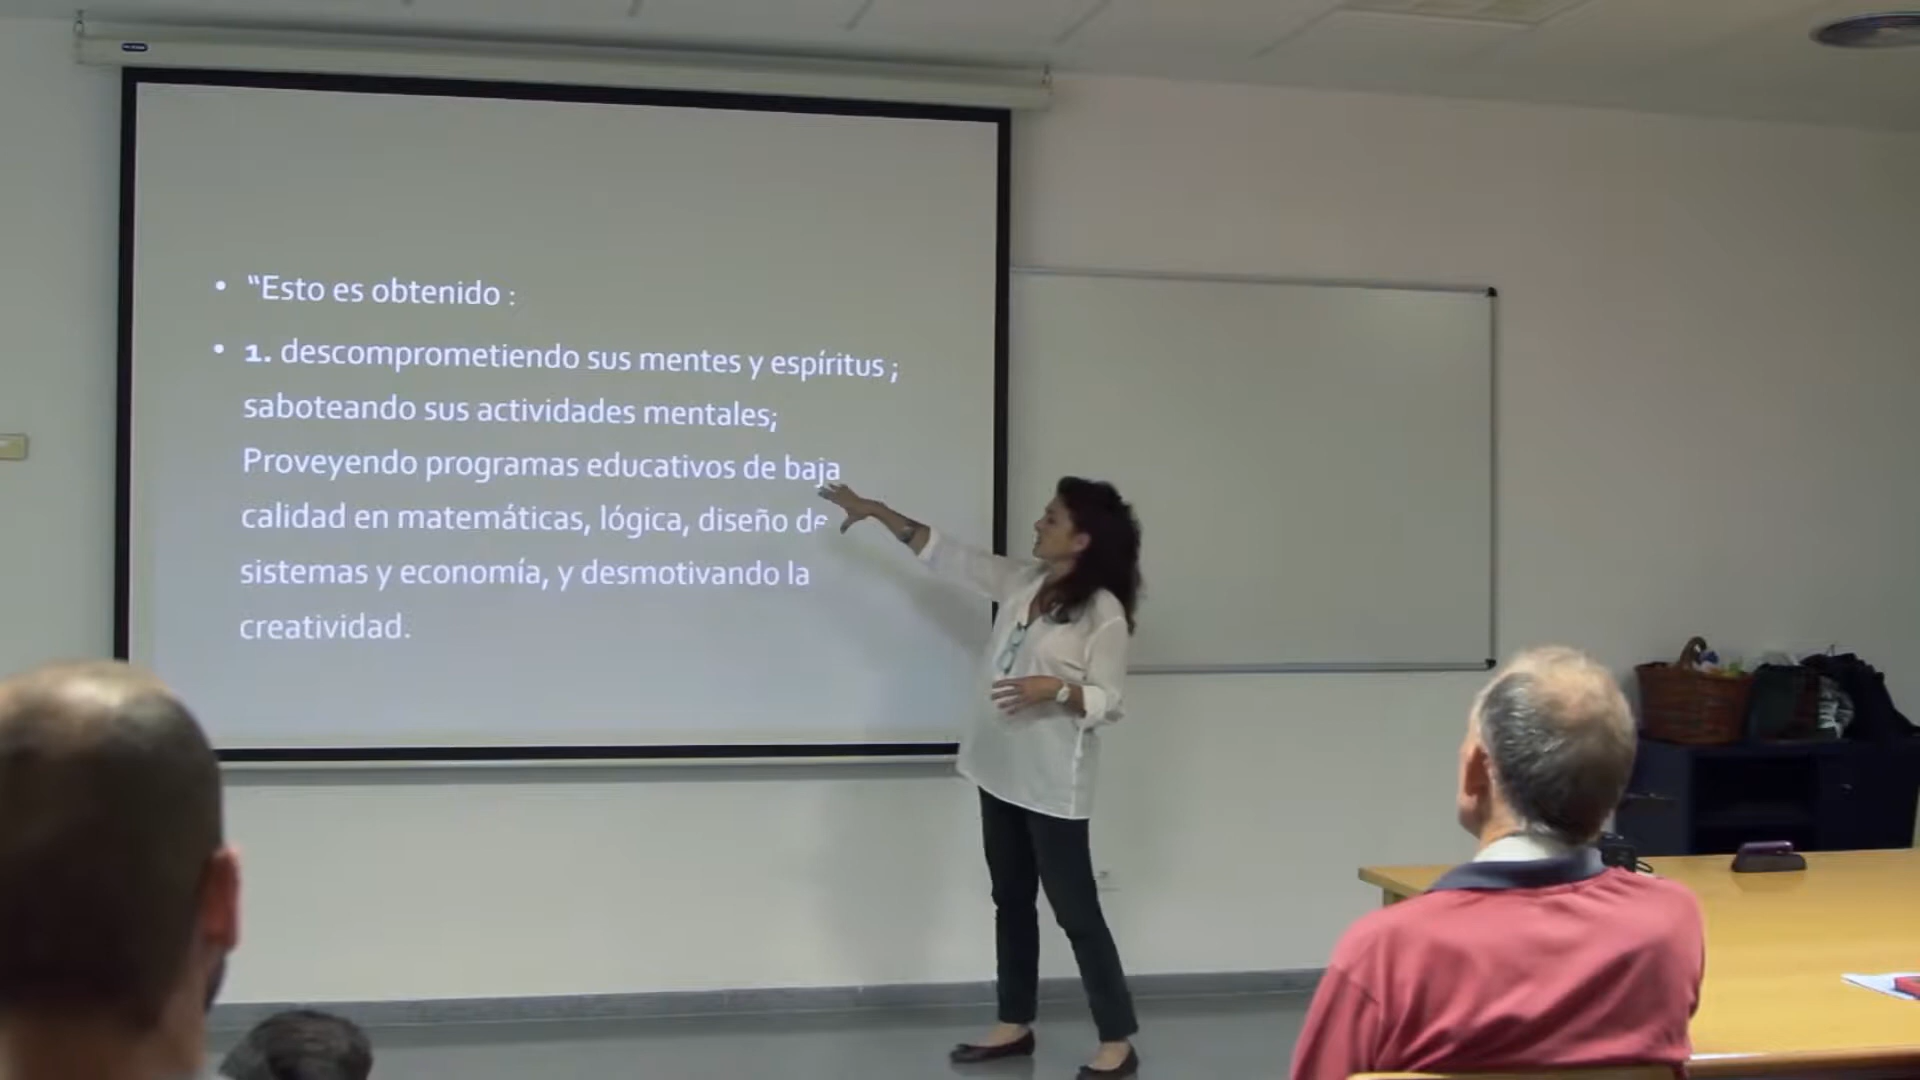 • “Esto es obtenido :
• 1. descomprometiendo sus mentes y espíritus ;
saboteando sus actividades mentales;
Proveyendo programas educativos de baja
calidad en matemáticas, lógica, diseño de
sistemas y economía, y desmotivando la
creatividad.